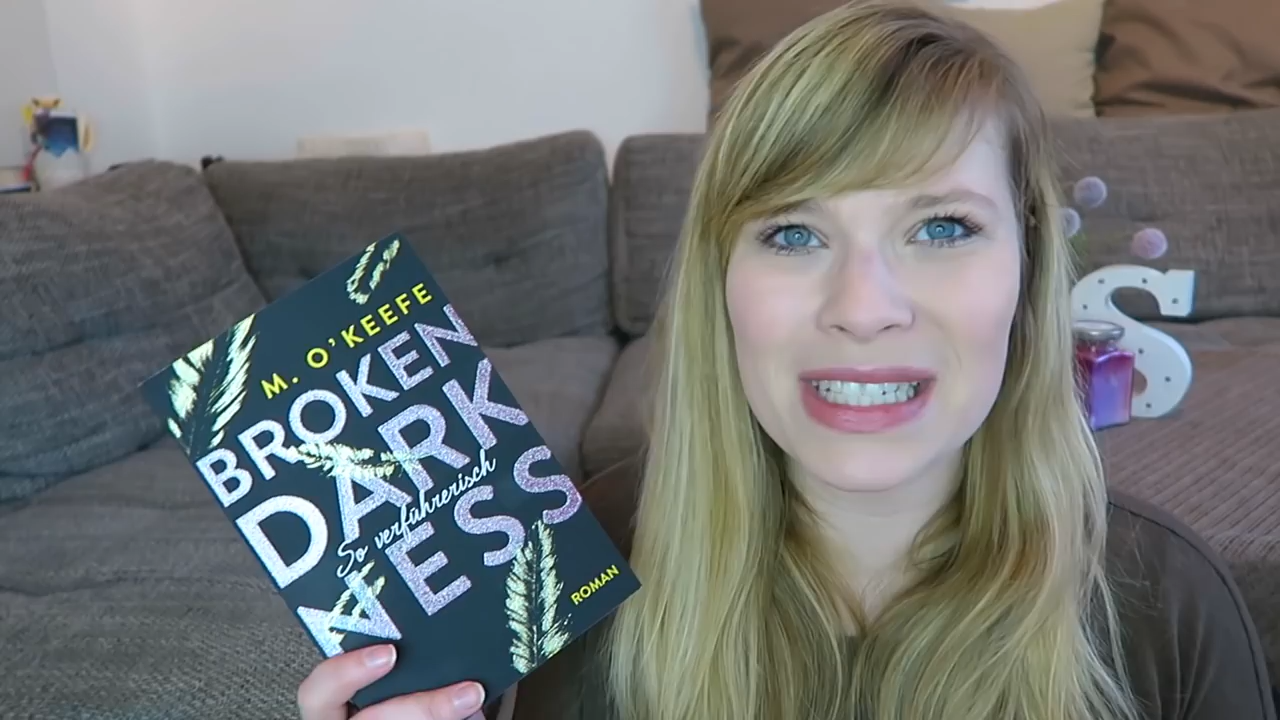 M. O'KEEFE
BROKEN
DARK
So verführerisch
NESS
ROMAN
S